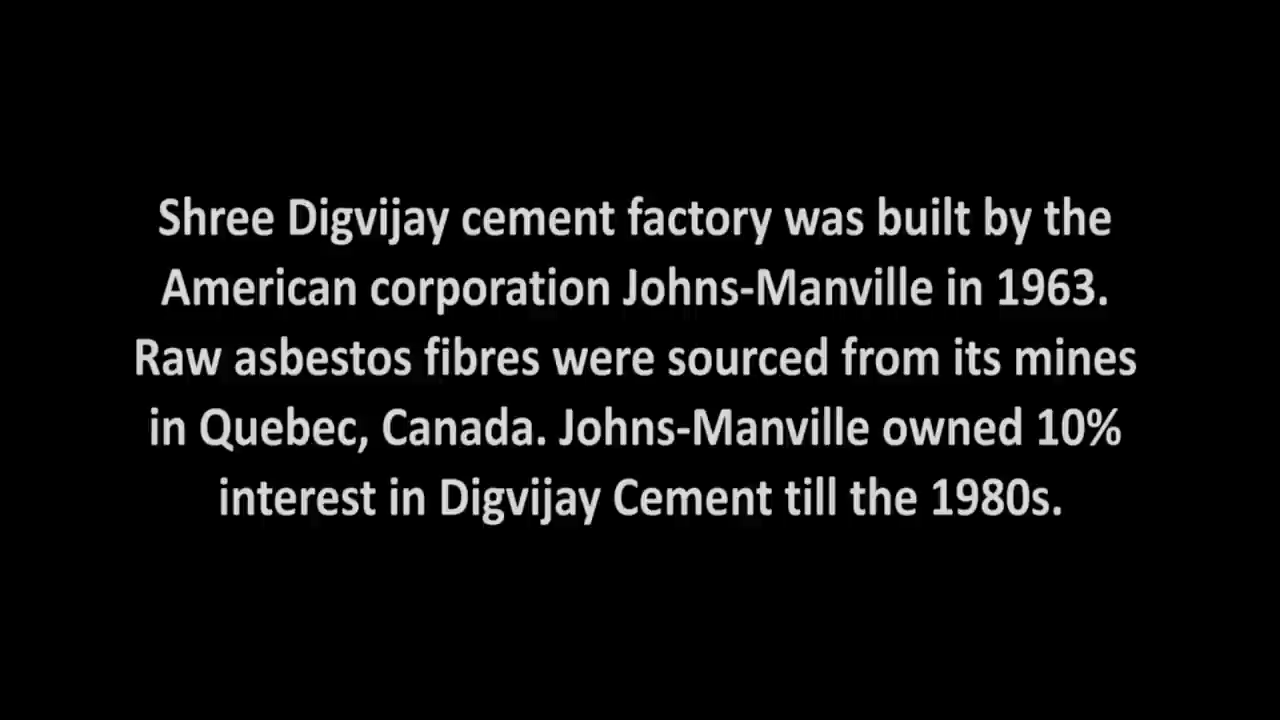 Shree Digvijay cement factory was built by the
American corporation Johns-Manville in 1963.
Raw asbestos fibres were sourced from its mines
in Quebec, Canada. Johns-Manville owned 10%
interest in Digvijay Cement till the 1980s.